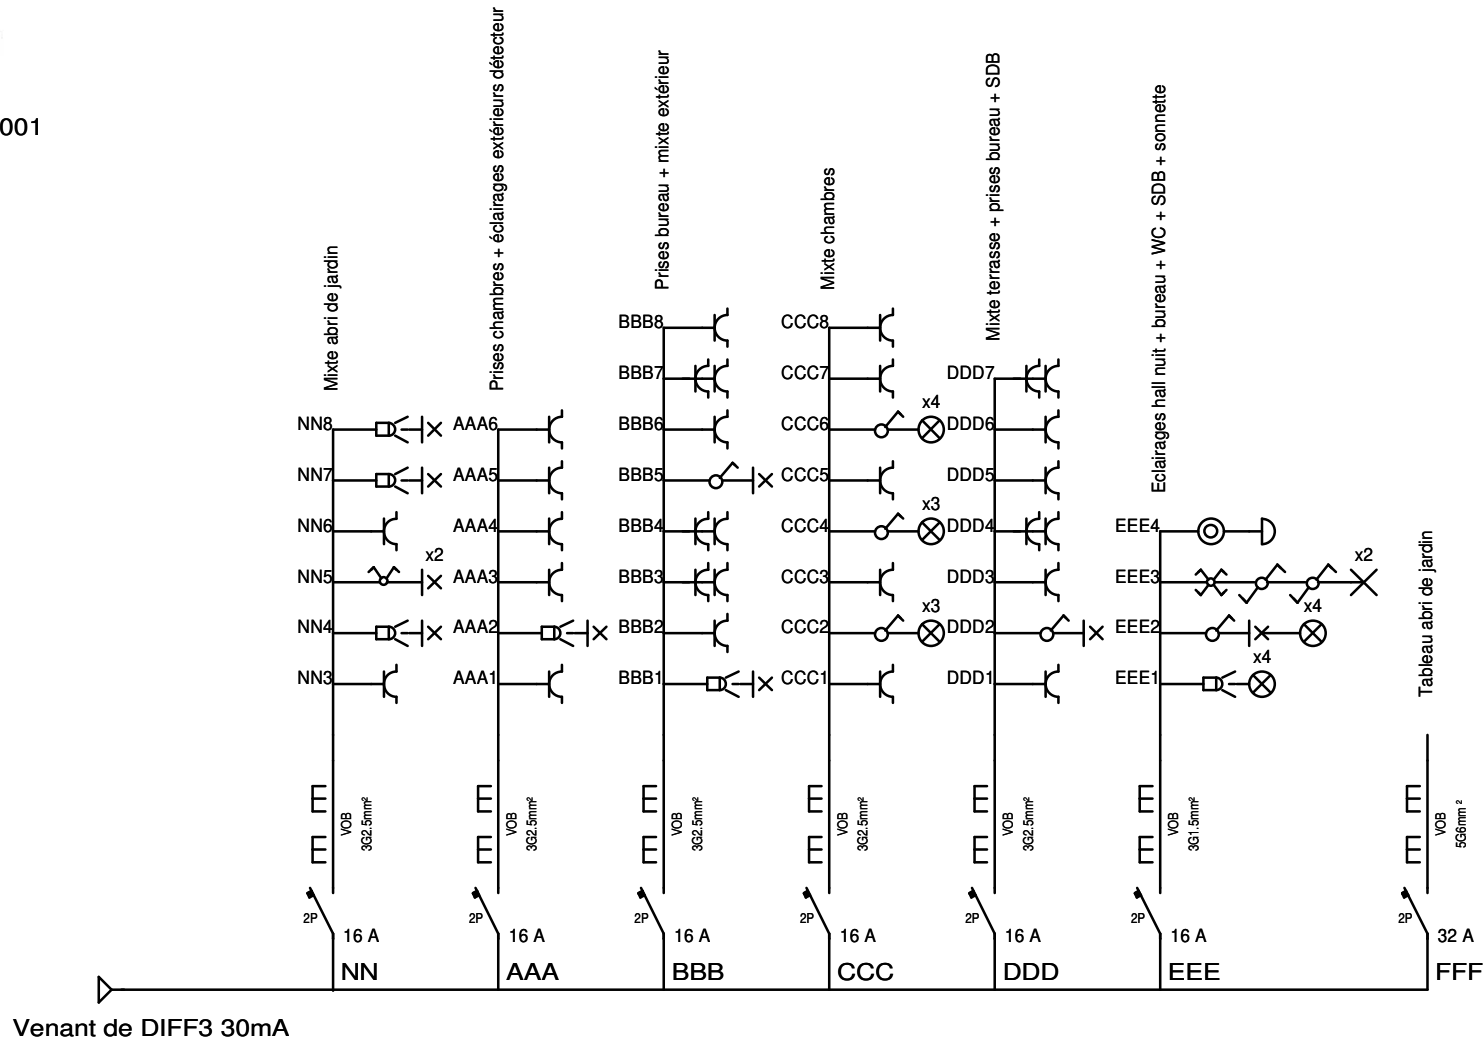 001
Mixte abri de jardin
Prises chambres + éclairages extérieurs détecteur
Prises bureau + mixte extérieur
Mixte chambres
Mixte terrasse + prises bureau + SDB
Eclairages hall nuit + bureau + WC + SDB + sonnette
Tableau abri de jardin
NN8
NN7
NN6
NN5
x2
NN4
NN3
AAA6
AAA5
AAA4
AAA3
AAA2
AAA1
BBB8
BBB7
BBB6
BBB5
BBB4
BBB3
BBB2
BBB1
CCC8
CCC7
CCC6
x4
CCC5
CCC4
x3
CCC3
CCC2
x3
CCC1
DDD7
DDD6
DDD5
DDD4
DDD3
DDD2
DDD1
EEE4
EEE3
x2
EEE2
x4
EEE1
x4
VOB
3G2.5mm²
VOB
3G2.5mm²
VOB
3G2.5mm²
VOB
3G2.5mm²
VOB
3G2.5mm²
VOB
3G1.5mm²
VOB
5G6mm²
2P
16 A
NN
2P
16 A
AAA
2P
16 A
BBB
2P
16 A
CCC
2P
16 A
DDD
2P
16 A
EEE
2P
32 A
FFF
Venant de DIFF3 30mA